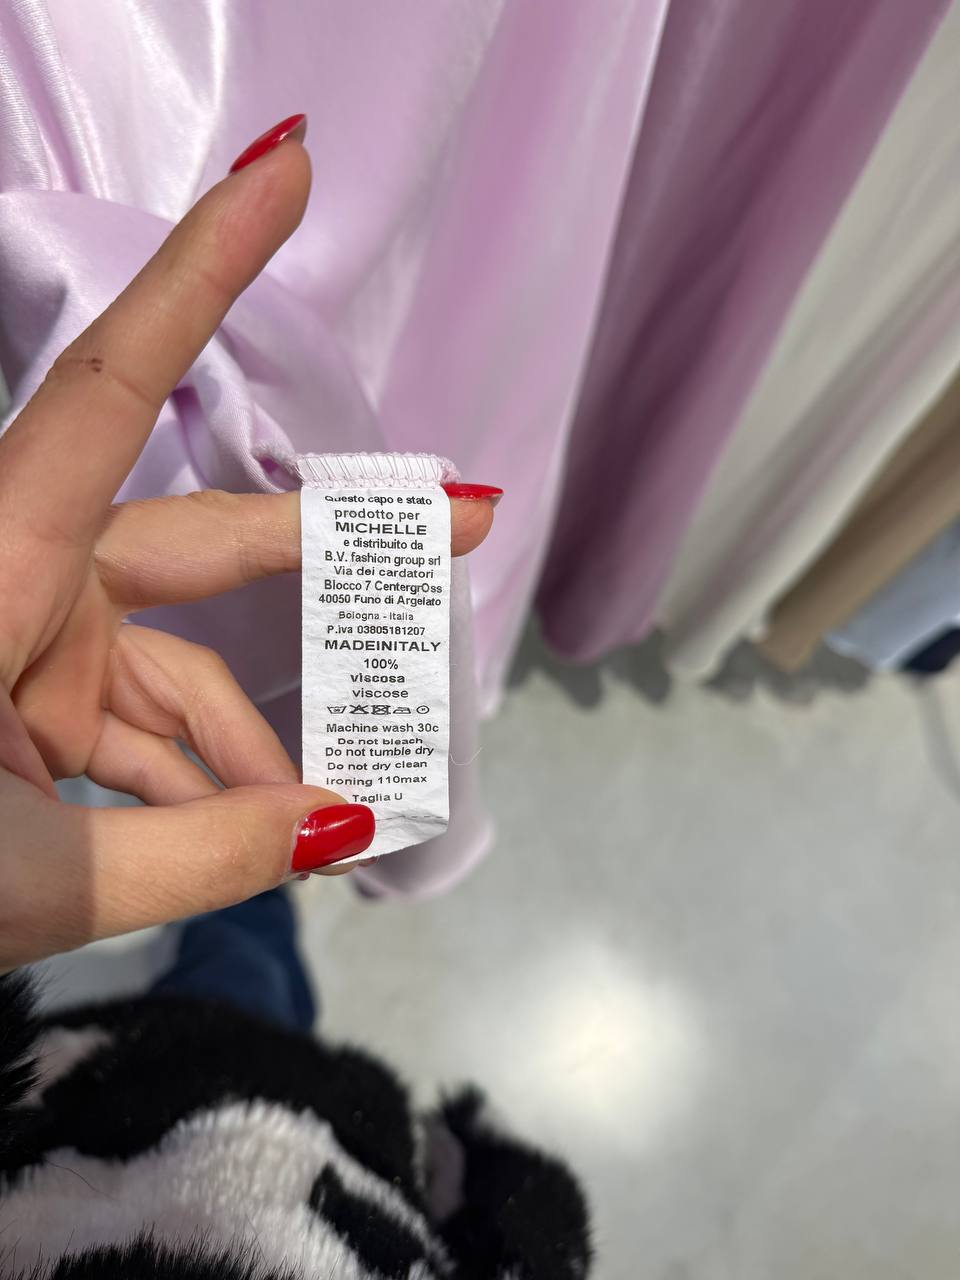 Questo capo e stato
prodotto per
MICHELLE
e distribuito da
B.V. fashion group srl
Via dei cardatori
Blocco 7 CentergrOss
40050 Funo di Argelato
Bologna - Italia
P.iva 03805181207
MADEINITALY
100%
viscosa
viscose
Machine wash 30c
Do not bleach
Do not tumble dry
Do not dry clean
Ironing 110max
Taglia U